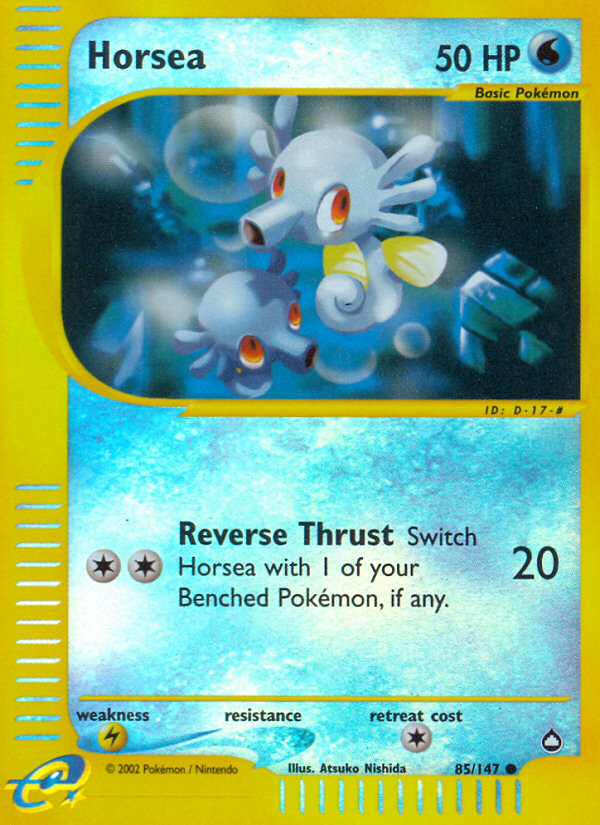 Horsea 50 HP
Basic Pokémon
ID: D-17-#
Reverse Thrust Switch
Horsea with 1 of your
Benched Pokémon, if any.
20
weakness resistance retreat cost
© 2002 Pokémon / Nintendo Illus. Atsuko Nishida 85/147
e